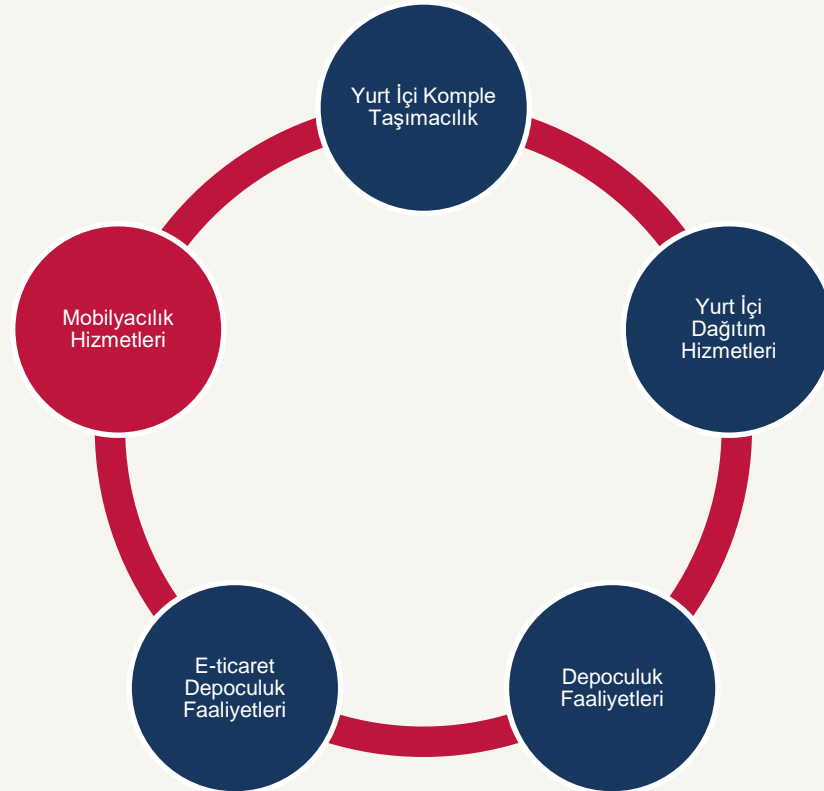 Yurt İçi Komple
Taşımacılık
Yurt İçi
Dağıtım
Hizmetleri
Depoculuk
Faaliyetleri
E-ticaret
Depoculuk
Faaliyetleri
Mobilyacılık
Hizmetleri